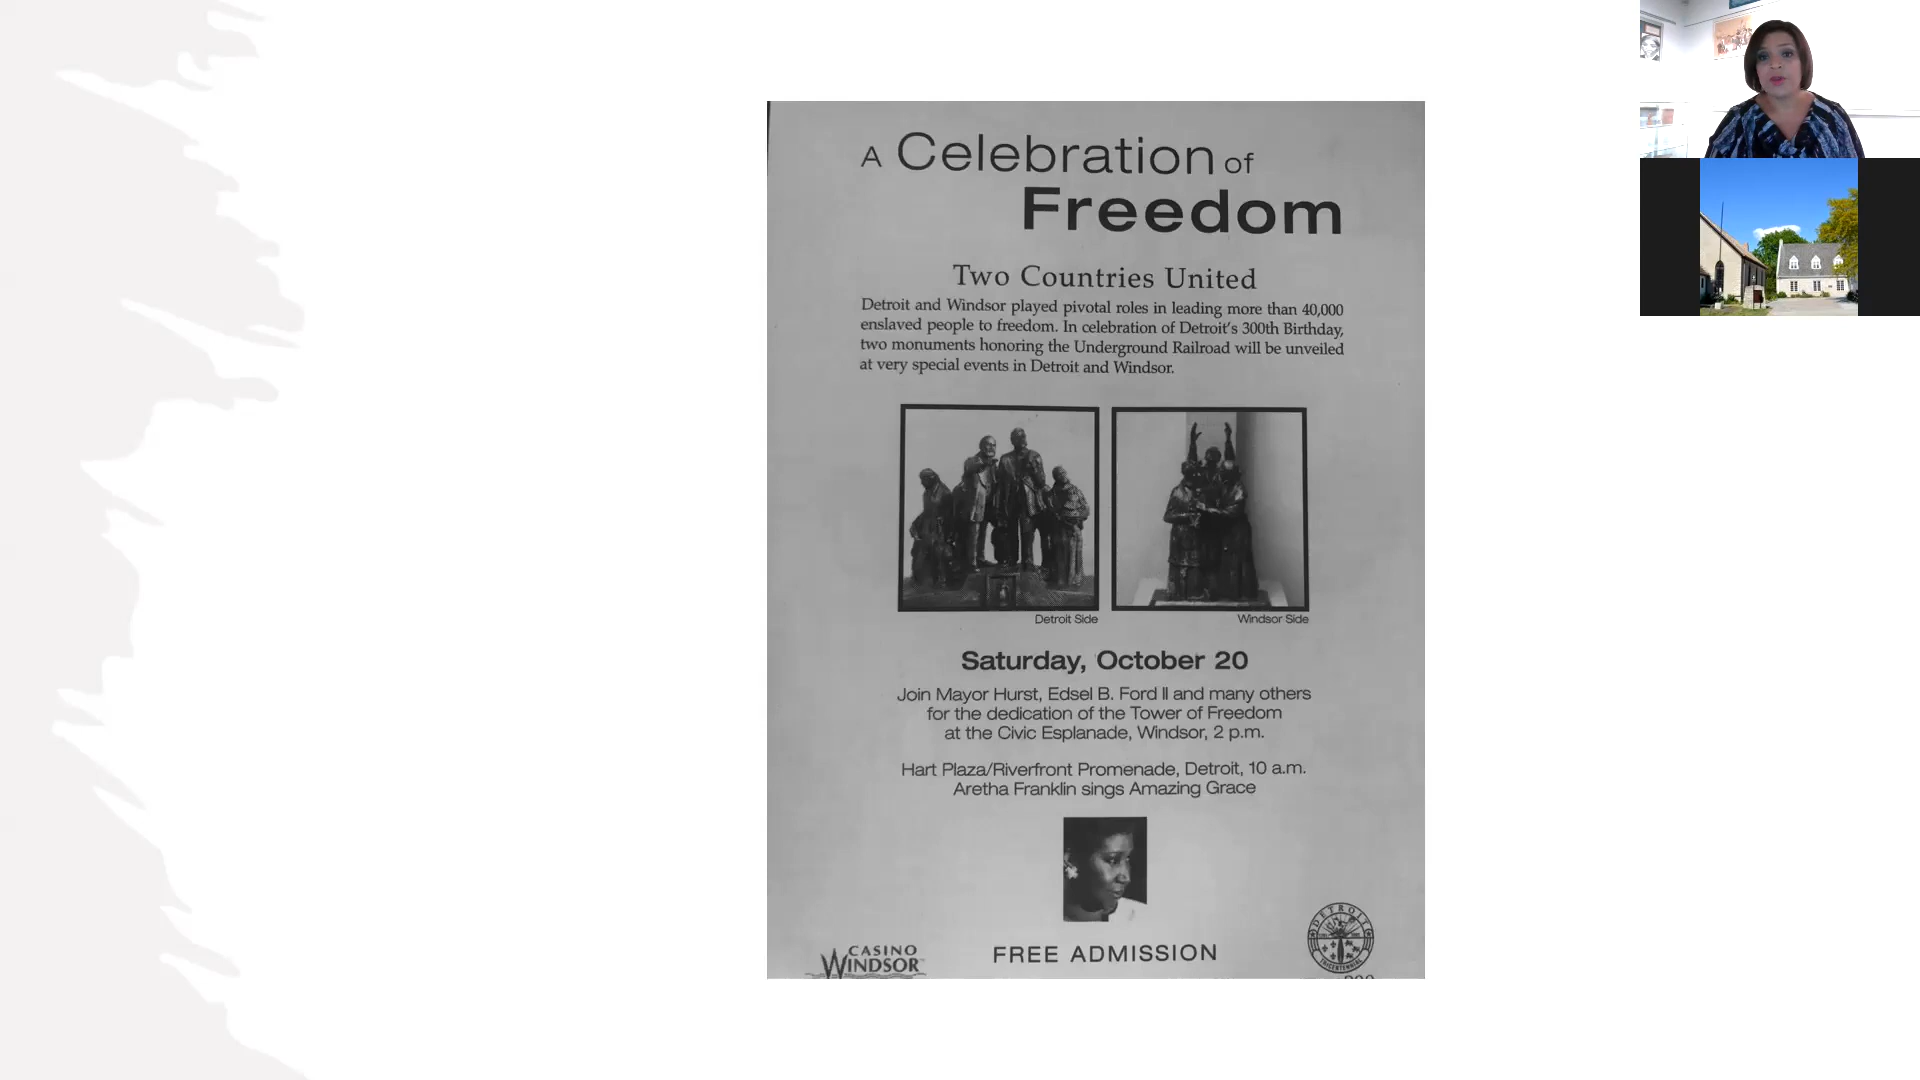 A Celebration of
Freedom
Two Countries United
Detroit and Windsor played pivotal roles in leading more than 40,000
enslaved people to freedom. In celebration of Detroit's 300th Birthday,
two monuments honoring the Underground Railroad will be unveiled
at very special events in Detroit and Windsor.
Detroit Side
Windsor Side
Saturday, October 20
Join Mayor Hurst, Edsel B. Ford II and many others
for the dedication of the Tower of Freedom
at the Civic Esplanade, Windsor, 2 p.m.
Hart Plaza/Riverfront Promenade, Detroit, 10 a.m.
Aretha Franklin sings Amazing Grace
CASINO
WINDSOR
FREE ADMISSION
DETROIT
TRICENTENNIAL